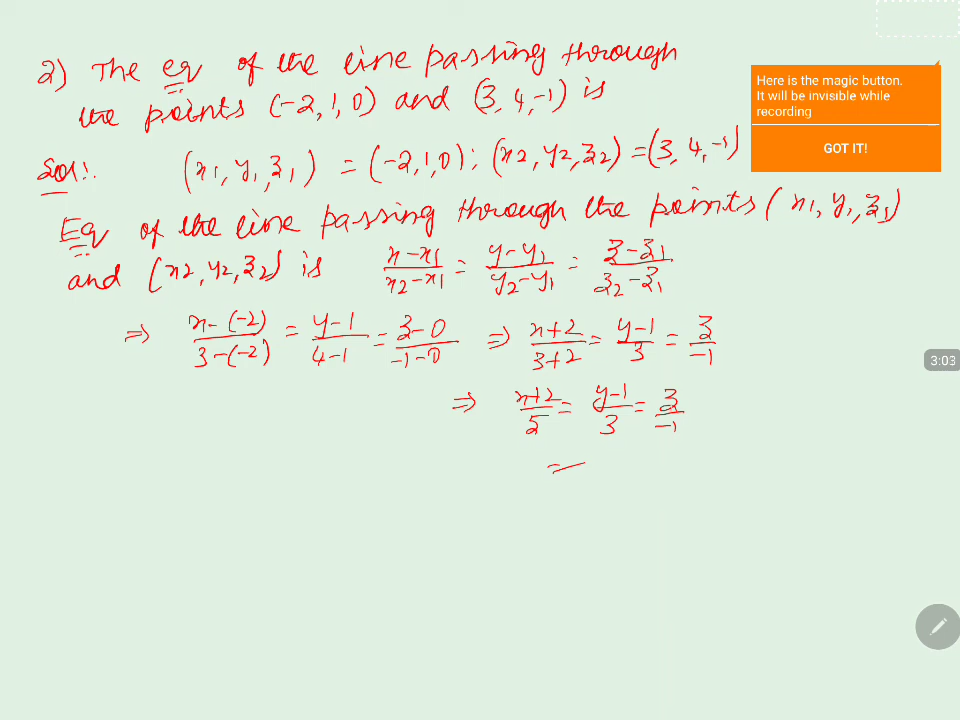 2) The eq of the line passing through
the points (-2, 1, 0) and (3, 4, -1) is
Sol:. (x1, y1, z1) = (-2, 1, 0); (x2, y2, z2) = (3, 4, -1)
Eq of the line passing through the points (x1, y1, z1)
and (x2, y2, z2) is (x-x1)/(x2-x1) = (y-y1)/(y2-y1) = (z-z1)/(z2-z1)
⇒ (x-(-2))/(3-(-2)) = (y-1)/(4-1) = (z-0)/(-1-0) ⇒ (x+2)/(3+2) = (y-1)/3 = z/-1
⇒ (x+2)/5 = (y-1)/3 = z/-1
Here is the magic button.
It will be invisible while
recording
GOT IT!
3:03